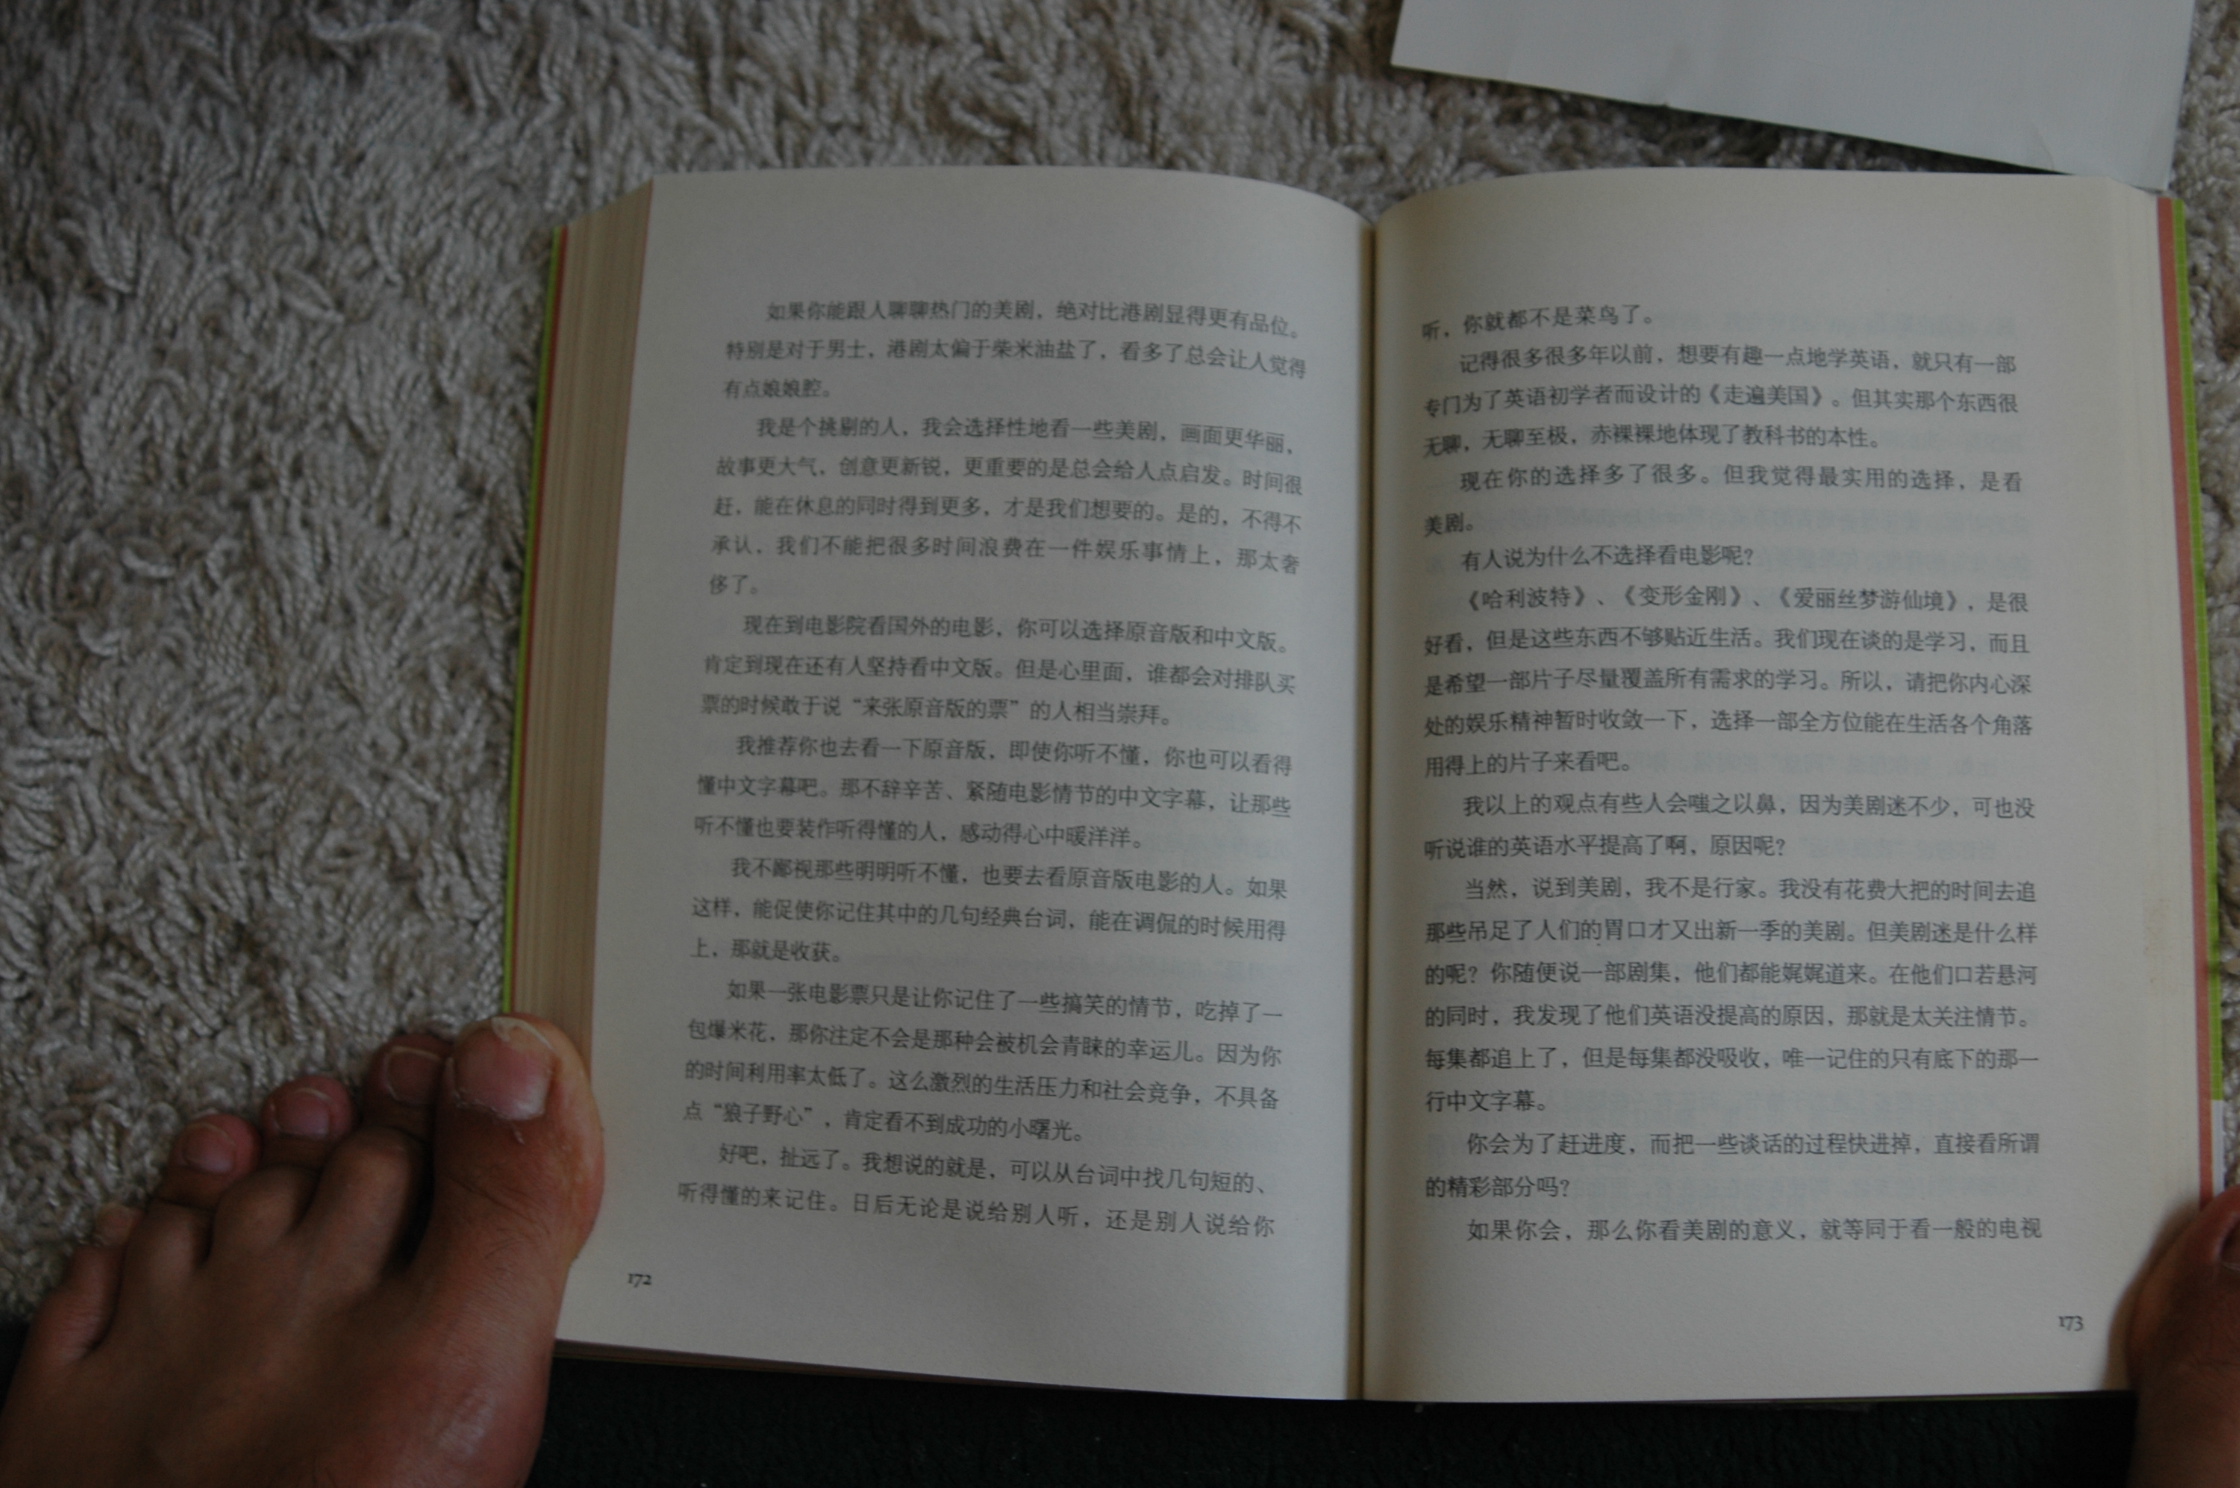 如果你能跟人聊聊热门的美剧，绝对比港剧显得更有品位。
特别是对于男士，港剧太偏于柴米油盐了，看多了总会让人觉得
有点娘娘腔。
我是个挑剔的人，我会选择性地看一些美剧，画面更华丽，
故事更大气，创意更新锐，更重要的是总会给人点启发。时间很
赶，能在休息的同时得到更多，才是我们想要的。是的，不得不
承认，我们不能把很多时间浪费在一件娱乐事情上，那太奢
侈了。
现在到电影院看国外的电影，你可以选择原音版和中文版。
肯定到现在还有人坚持看中文版。但是心里面，谁都会对排队买
票的时候敢于说“来张原音版的票”的人相当崇拜。
我推荐你也去看一下原音版，即使你听不懂，你也可以看得
懂中文字幕吧。那不辞辛苦、紧随电影情节的中文字幕，让那些
听不懂也要装作听得懂的人，感动得心中暖洋洋。
我不鄙视那些明明听不懂，也要去看原音版电影的人。如果
这样，能促使你记住其中的几句经典台词，能在调侃的时候用得
上，那就是收获。
如果一张电影票只是让你记住了一些搞笑的情节，吃掉了一
包爆米花，那你注定不会是那种会被机会青睐的幸运儿。因为你
的时间利用率太低了。这么激烈的生活压力和社会竞争，不具备
点“狼子野心”，肯定看不到成功的小曙光。
好吧，扯远了。我想说的就是，可以从台词中找几句短的、
听得懂的来记住。日后无论是说给别人听，还是别人说给你
172
听，你就都不是菜鸟了。
记得很多很多年以前，想要有趣一点地学英语，就只有一部
专门为了英语初学者而设计的《走遍美国》。但其实那个东西很
无聊，无聊至极，赤裸裸地体现了教科书的本性。
现在你的选择多了很多。但我觉得最实用的选择，是看
美剧。
有人说为什么不选择看电影呢？
《哈利波特》、《变形金刚》、《爱丽丝梦游仙境》，是很
好看，但是这些东西不够贴近生活。我们现在谈的是学习，而且
是希望一部片子尽量覆盖所有需求的学习。所以，请把你内心深
处的娱乐精神暂时收敛一下，选择一部全方位能在生活各个角落
用得上的片子来看吧。
我以上的观点有些人会嗤之以鼻，因为美剧迷不少，可也没
听说谁的英语水平提高了啊，原因呢？
当然，说到美剧，我不是行家。我没有花费大把的时间去追
那些吊足了人们的胃口才又出新一季的美剧。但美剧迷是什么样
的呢？你随便说一部剧集，他们都能娓娓道来。在他们口若悬河
的同时，我发现了他们英语没提高的原因，那就是太关注情节。
每集都追上了，但是每集都没吸收，唯一记住的只有底下的那一
行中文字幕。
你会为了赶进度，而把一些谈话的过程快进掉，直接看所谓
的精彩部分吗？
如果你会，那么你看美剧的意义，就等同于看一般的电视
173